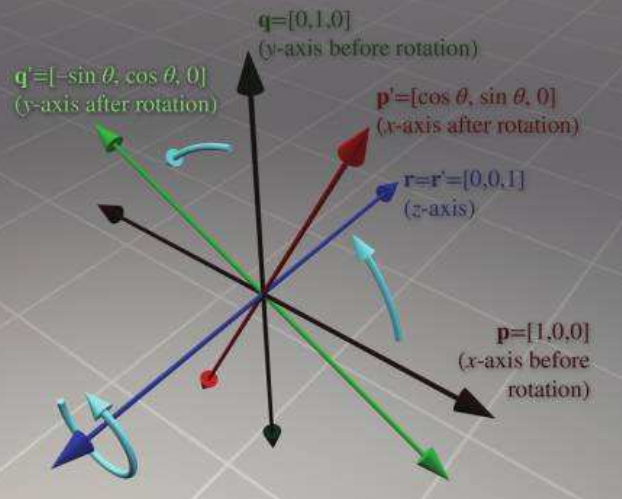 q=[0,1,0]
(y-axis before rotation)
q'=[–sin θ, cos θ, 0]
(y-axis after rotation)
p'=[cos θ, sin θ, 0]
(x-axis after rotation)
r=r'=[0,0,1]
(z-axis)
p=[1,0,0]
(x-axis before
rotation)